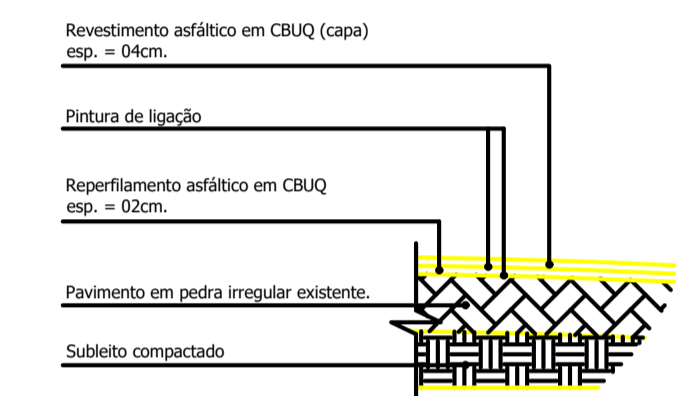 Revestimento asfáltico em CBUQ (capa)
esp. = 04cm.
Pintura de ligação
Reperfilamento asfáltico em CBUQ
esp. = 02cm.
Pavimento em pedra irregular existente.
Subleito compactado